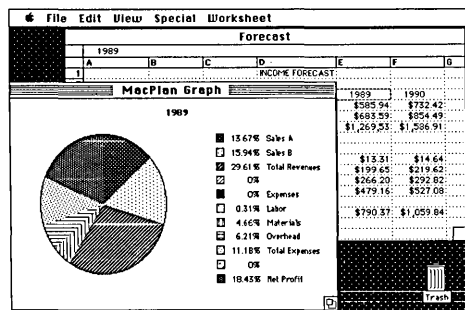 File Edit View Special Worksheet
Forecast
1989
A B C D E F G
1 INCOME FORECAST
MacPlan Graph
1989
1989 1990
$585.94 $732.42
$683.59 $854.49
$1,269.53 $1,586.91
$13.31 $14.64
$199.65 $219.62
$266.20 $292.82
$479.16 $527.08
$790.37 $1,059.84
13.67% Sales A
15.94% Sales B
29.61% Total Revenues
0%
0% Expenses
0.31% Labor
4.66% Materials
6.21% Overhead
11.18% Total Expenses
0%
18.43% Net Profit
Trash